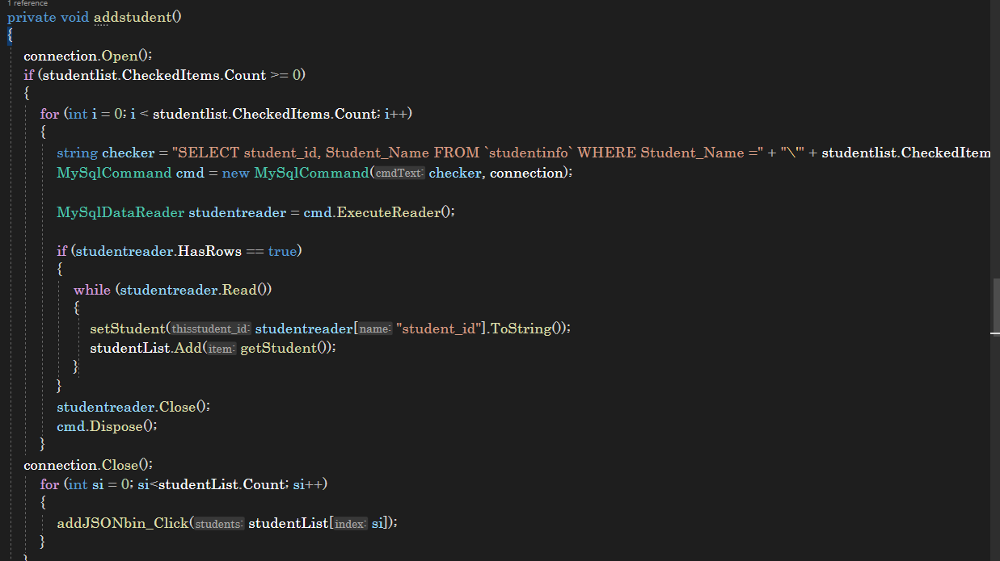 1 reference
private void addstudent()
{
connection.Open();
if (studentlist.CheckedItems.Count >= 0)
{
for (int i = 0; i < studentlist.CheckedItems.Count; i++)
{
string checker = "SELECT student_id, Student_Name FROM `studentinfo` WHERE Student_Name =" + "\'" + studentlist.CheckedItem
MySqlCommand cmd = new MySqlCommand(cmdText: checker, connection);
MySqlDataReader studentreader = cmd.ExecuteReader();
if (studentreader.HasRows == true)
{
while (studentreader.Read())
{
setStudent(thisstudent_id: studentreader[name: "student_id"].ToString());
studentList.Add(item: getStudent());
}
}
studentreader.Close();
cmd.Dispose();
}
connection.Close();
for (int si = 0; si<studentList.Count; si++)
{
addJSONbin_Click(students: studentList[index: si]);
}
}